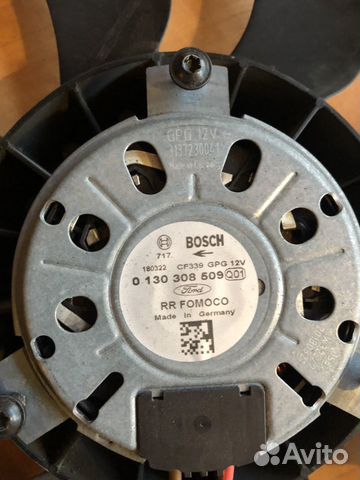 GPG 12V
3137230041
BOSCH
717
180322 CF339 GPG 12V
0 130 308 509 Q01
Ford
RR FOMOCO
Made in Germany
Avito